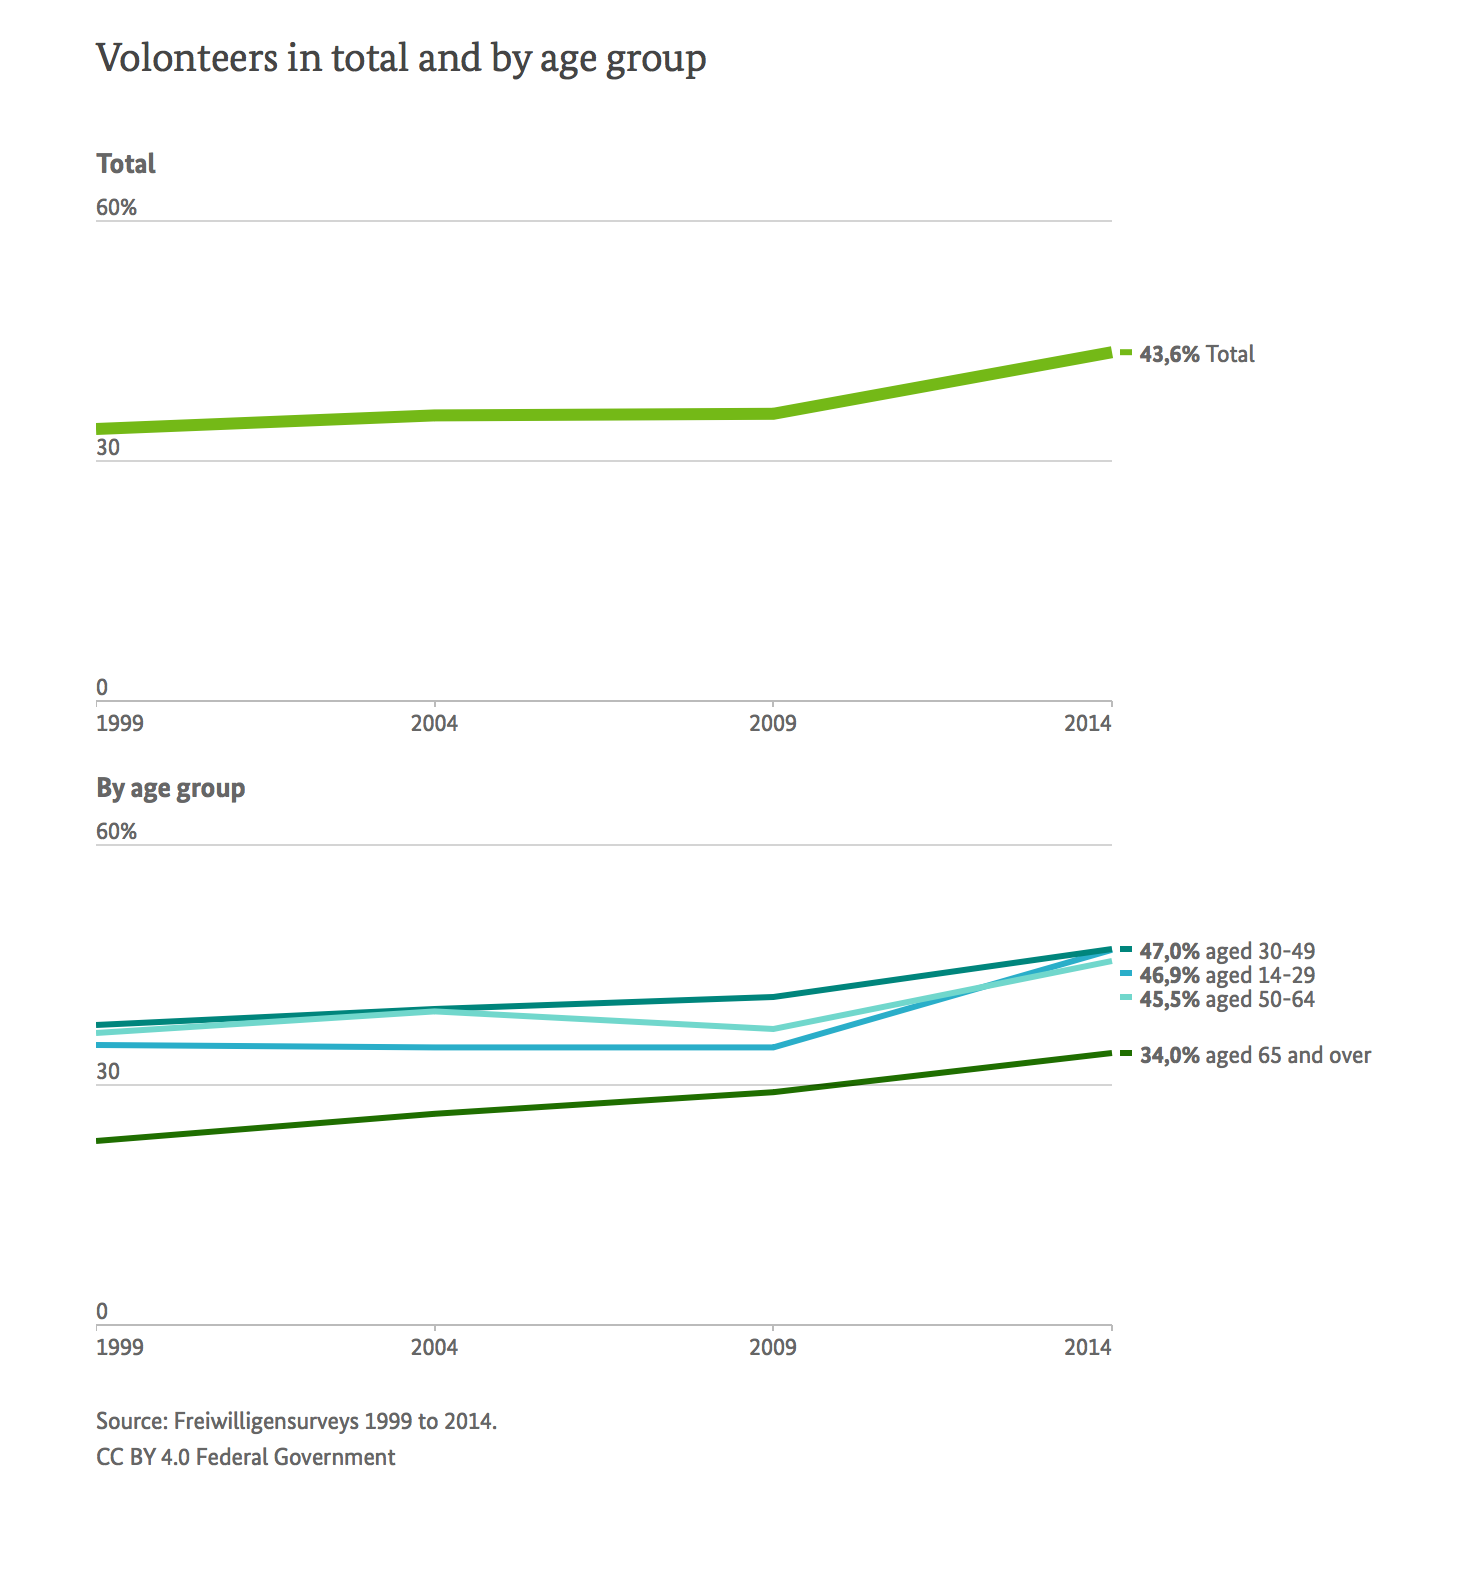 Volonteers in total and by age group
Total
60%
43,6% Total
30
0
1999 2004 2009 2014
By age group
60%
47,0% aged 30-49
46,9% aged 14-29
45,5% aged 50-64
34,0% aged 65 and over
30
0
1999 2004 2009 2014
Source: Freiwilligensurveys 1999 to 2014.
CC BY 4.0 Federal Government